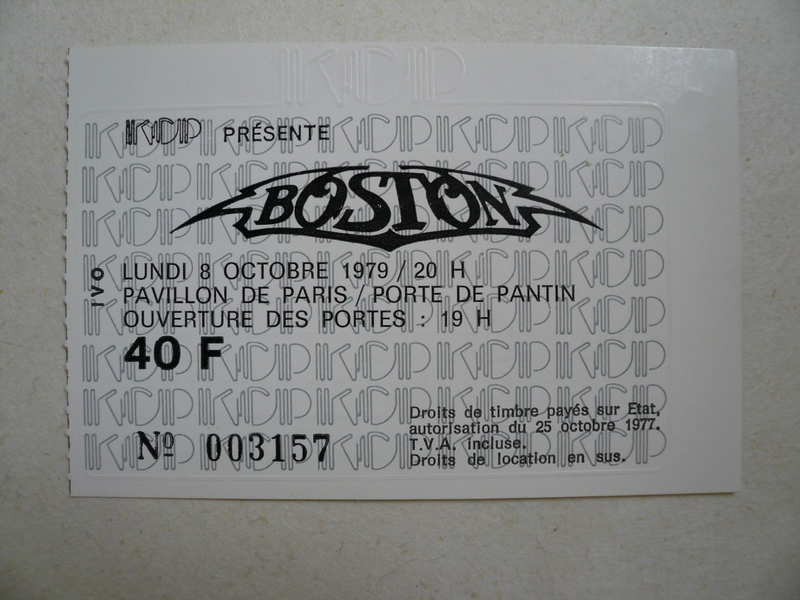 KCP
KCP PRÉSENTE
BOSTON
IVO
LUNDI 8 OCTOBRE 1979 / 20 H
PAVILLON DE PARIS / PORTE DE PANTIN
OUVERTURE DES PORTES : 19 H
40 F
Nº 003157
Droits de timbre payés sur Etat,
autorisation du 25 octobre 1977.
T.V.A. incluse.
Droits de location en sus.